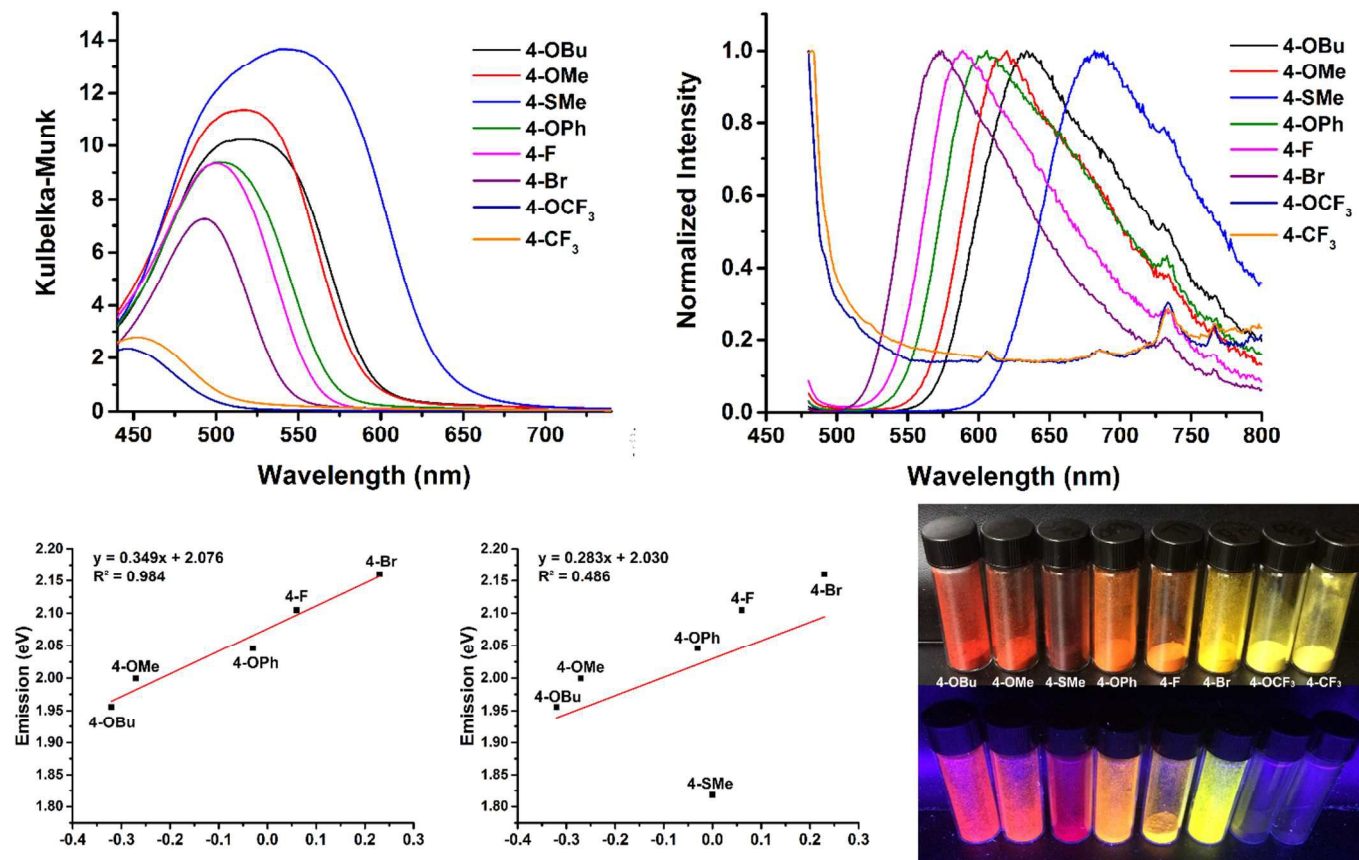 14
12
10
8
6
4
2
0
Kulbelka-Munk
450 500 550 600 650 700
Wavelength (nm)
4-OBu
4-OMe
4-SMe
4-OPh
4-F
4-Br
4-OCF₃
4-CF₃
1.0
0.8
0.6
0.4
0.2
0.0
Normalized Intensity
450 500 550 600 650 700 750 800
Wavelength (nm)
4-OBu
4-OMe
4-SMe
4-OPh
4-F
4-Br
4-OCF₃
4-CF₃
2.20
2.15
2.10
2.05
2.00
1.95
1.90
1.85
1.80
Emission (eV)
y = 0.349x + 2.076
R² = 0.984
4-Br
4-F
4-OMe
4-OPh
4-OBu
-0.4 -0.3 -0.2 -0.1 0.0 0.1 0.2 0.3
2.20
2.15
2.10
2.05
2.00
1.95
1.90
1.85
1.80
Emission (eV)
y = 0.283x + 2.030
R² = 0.486
4-F
4-Br
4-OPh
4-OMe
4-OBu
4-SMe
-0.4 -0.3 -0.2 -0.1 0.0 0.1 0.2 0.3
4-OBu 4-OMe 4-SMe 4-OPh 4-F 4-Br 4-OCF₃ 4-CF₃